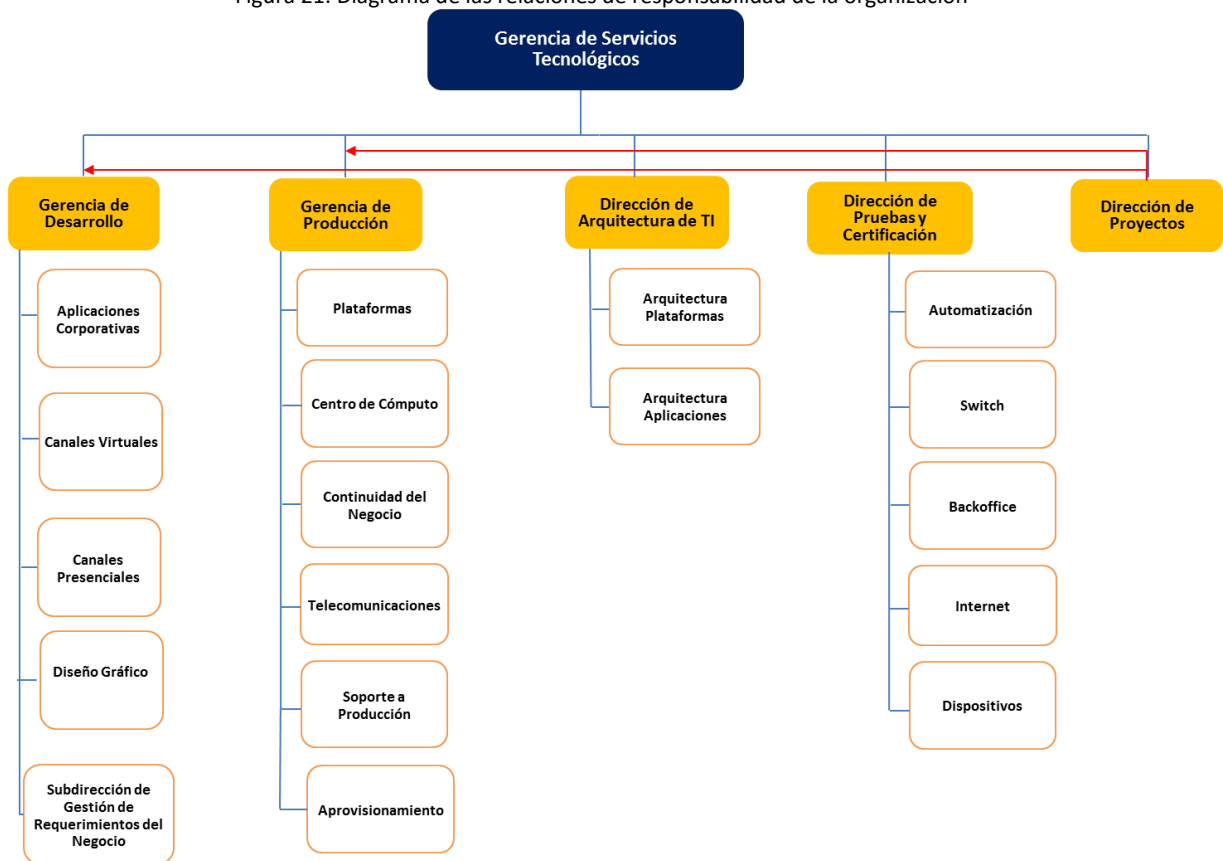 Figura 21. Diagrama de las relaciones de responsabilidad de la organización
Gerencia de Servicios
Tecnológicos
Gerencia de
Desarrollo
Gerencia de
Producción
Dirección de
Arquitectura de TI
Dirección de
Pruebas y
Certificación
Dirección de
Proyectos
Aplicaciones
Corporativas
Canales Virtuales
Canales
Presenciales
Diseño Gráfico
Subdirección de
Gestión de
Requerimientos del
Negocio
Plataformas
Centro de Cómputo
Continuidad del
Negocio
Telecomunicaciones
Soporte a
Producción
Aprovisionamiento
Arquitectura
Plataformas
Arquitectura
Aplicaciones
Automatización
Switch
Backoffice
Internet
Dispositivos